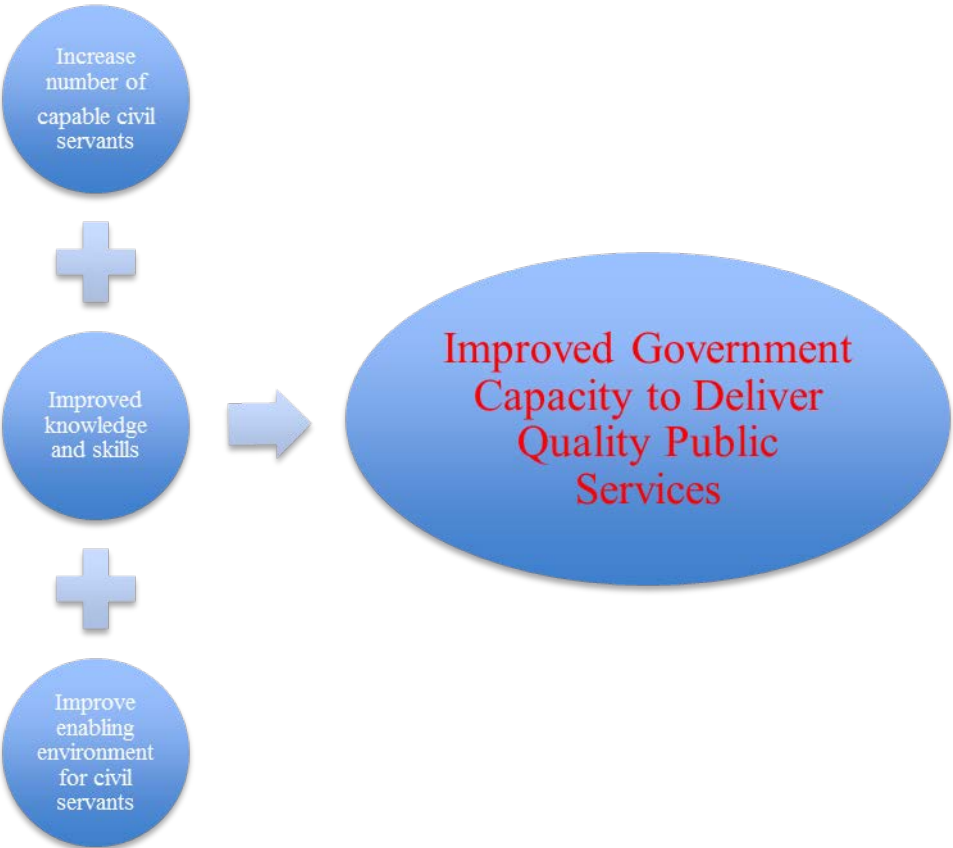 Increase
number of
capable civil
servants
Improved
knowledge
and skills
Improve
enabling
environment
for civil
servants
Improved Government
Capacity to Deliver
Quality Public
Services